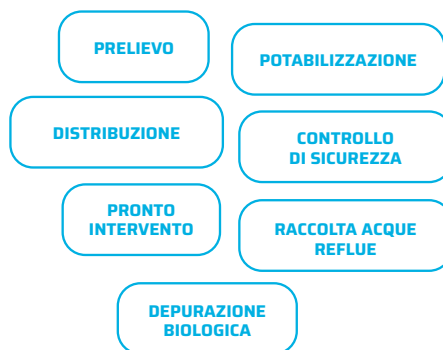 PRELIEVO
POTABILIZZAZIONE
DISTRIBUZIONE
CONTROLLO
DI SICUREZZA
PRONTO
INTERVENTO
RACCOLTA ACQUE
REFLUE
DEPURAZIONE
BIOLOGICA